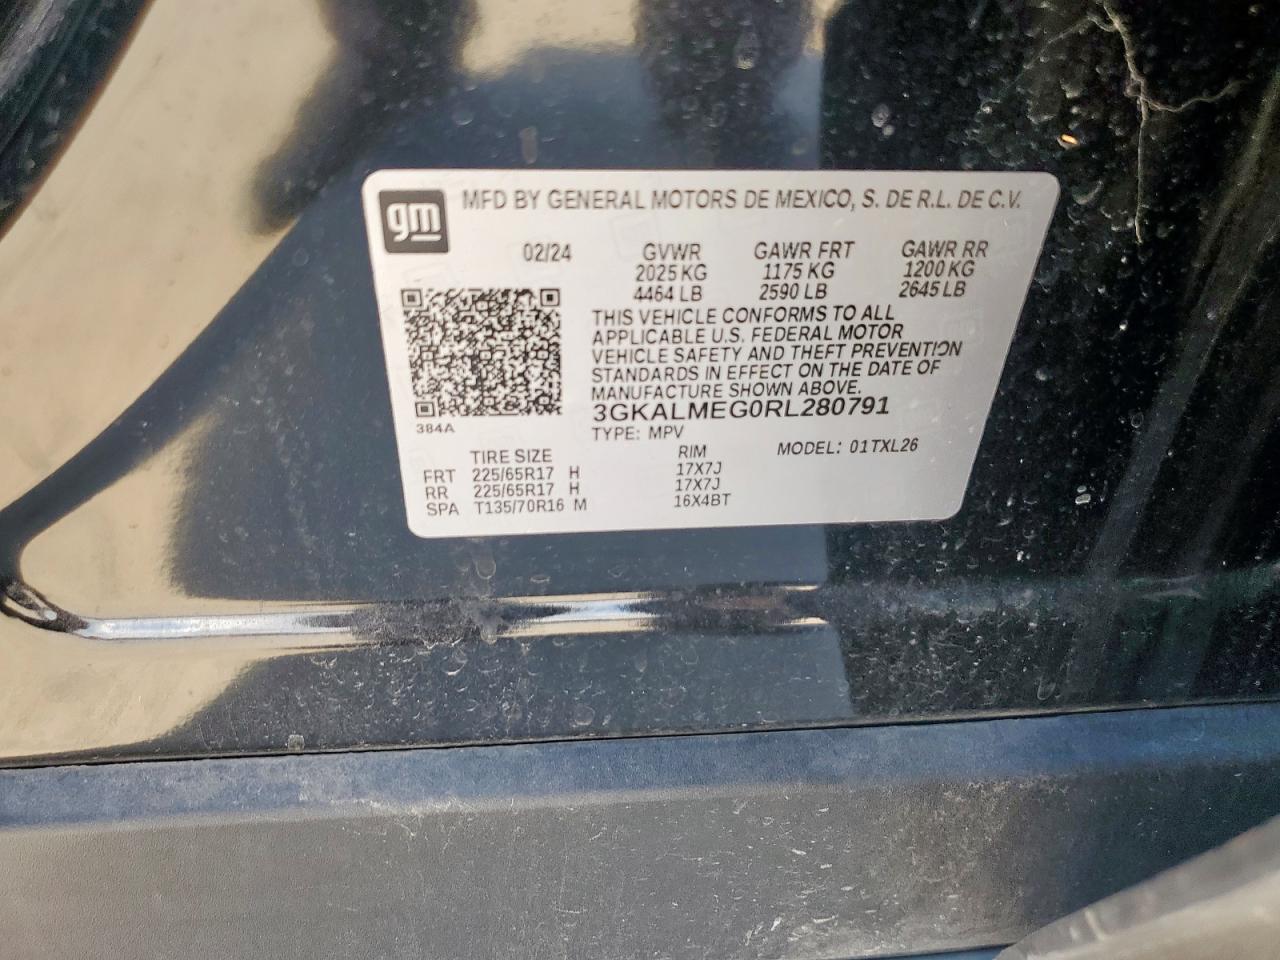 gm
MFD BY GENERAL MOTORS DE MEXICO, S. DE R.L. DE C.V.
02/24 GVWR GAWR FRT GAWR RR
2025 KG 1175 KG 1200 KG
4464 LB 2590 LB 2645 LB
THIS VEHICLE CONFORMS TO ALL
APPLICABLE U.S. FEDERAL MOTOR
VEHICLE SAFETY AND THEFT PREVENTION
STANDARDS IN EFFECT ON THE DATE OF
MANUFACTURE SHOWN ABOVE.
3GKALMEG0RL280791
384A
TYPE: MPV MODEL: 01TXL26
TIRE SIZE RIM
FRT 225/65R17 H 17X7J
RR 225/65R17 H 17X7J
SPA T135/70R16 M 16X4BT